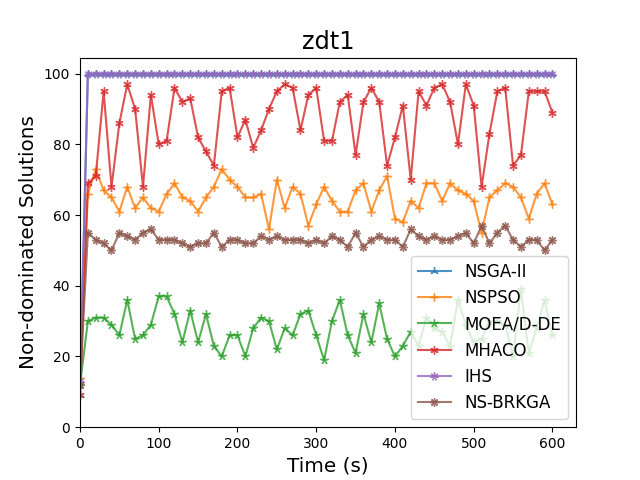 zdt1
Non-dominated Solutions
100
80
60
40
20
0
0 100 200 300 400 500 600
Time (s)
NSGA-II
NSPSO
MOEA/D-DE
MHACO
IHS
NS-BRKGA